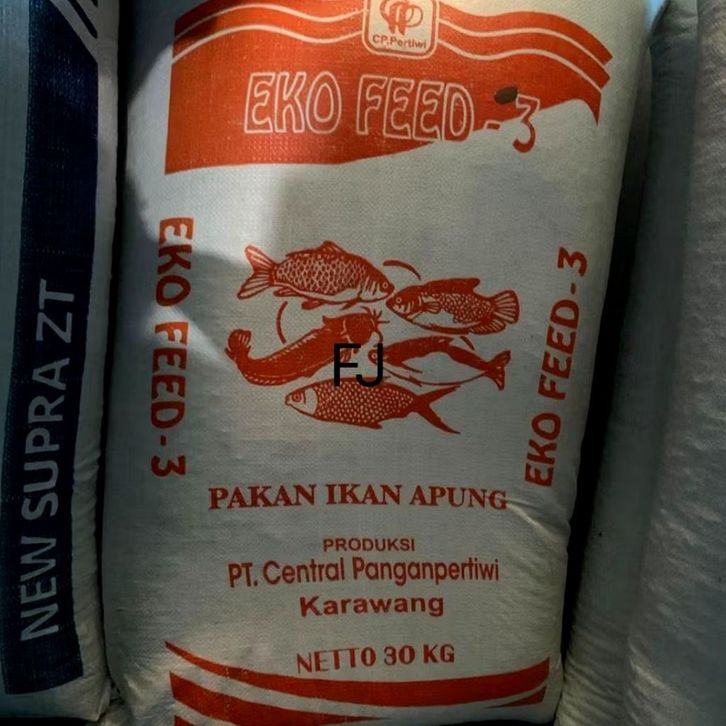 CP.Pertiwi
EKO FEED-3
EKO FEED-3
EKO FEED-3
NEW SUPRA ZT
FJ
PAKAN IKAN APUNG
PRODUKSI
PT. Central Panganpertiwi
Karawang
NETTO 30 KG